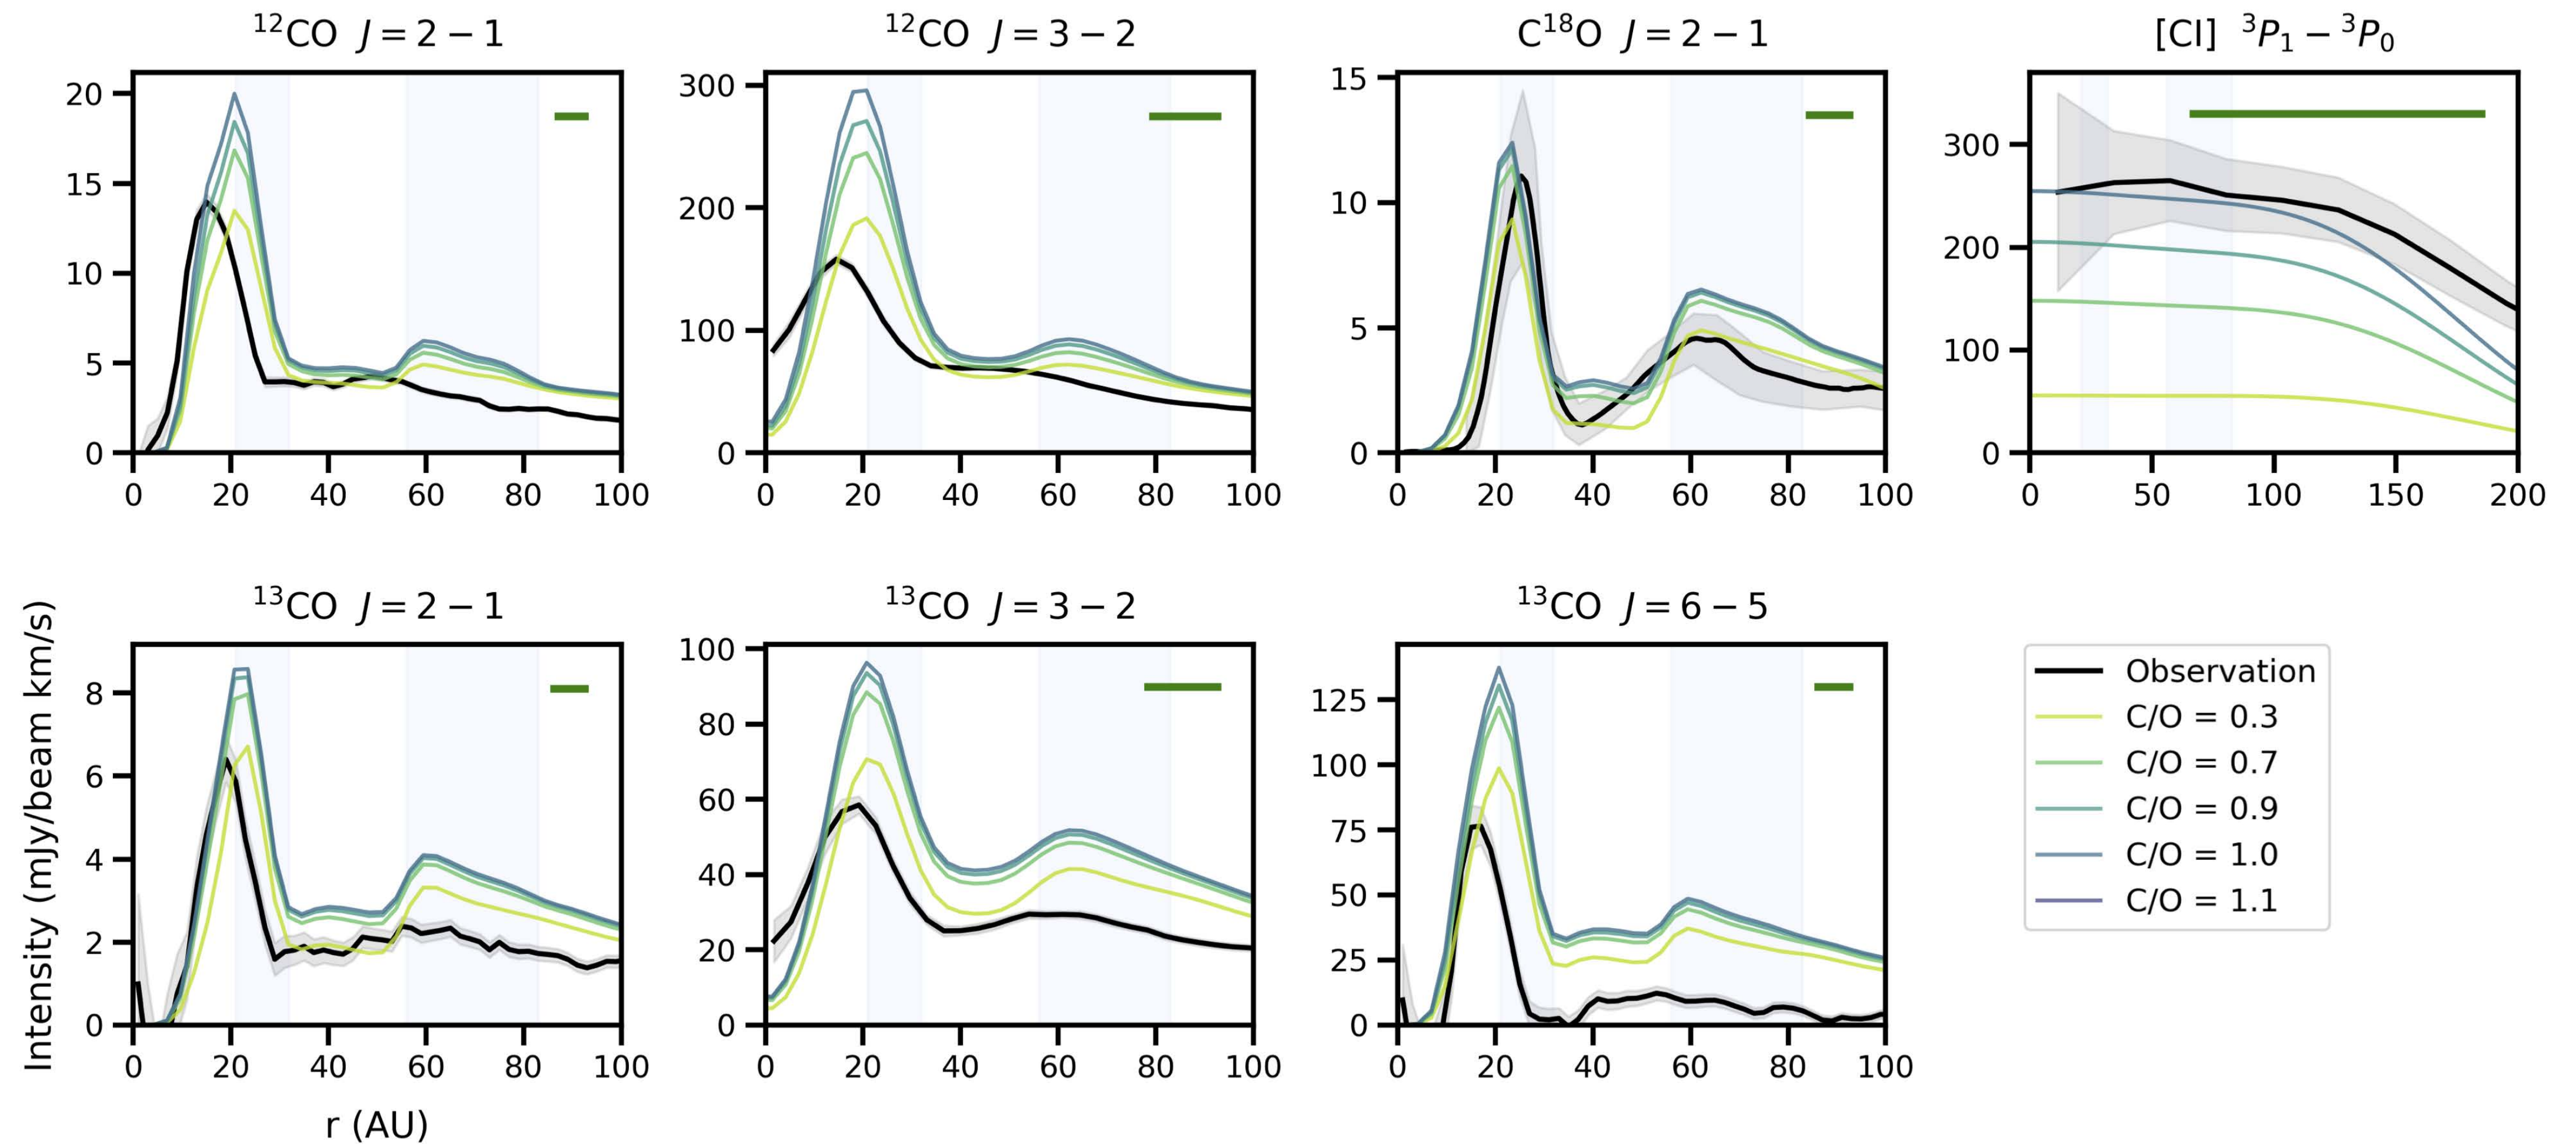 ¹²CO J = 2 − 1
¹²CO J = 3 − 2
C¹⁸O J = 2 − 1
[CI] ³P₁ − ³P₀
20
15
10
5
0
0 20 40 60 80 100
300
200
100
0
0 20 40 60 80 100
15
10
5
0
0 20 40 60 80 100
300
200
100
0
0 50 100 150 200
¹³CO J = 2 − 1
¹³CO J = 3 − 2
¹³CO J = 6 − 5
Intensity (mJy/beam km/s)
8
6
4
2
0
0 20 40 60 80 100
r (AU)
100
80
60
40
20
0
0 20 40 60 80 100
125
100
75
50
25
0
0 20 40 60 80 100
Observation
C/O = 0.3
C/O = 0.7
C/O = 0.9
C/O = 1.0
C/O = 1.1